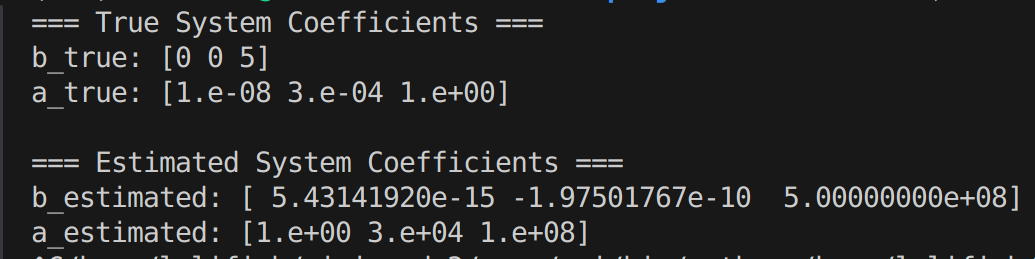 === True System Coefficients ===
b_true: [0 0 5]
a_true: [1.e-08 3.e-04 1.e+00]
=== Estimated System Coefficients ===
b_estimated: [ 5.43141920e-15 -1.97501767e-10  5.00000000e+08]
a_estimated: [1.e+00 3.e+04 1.e+08]